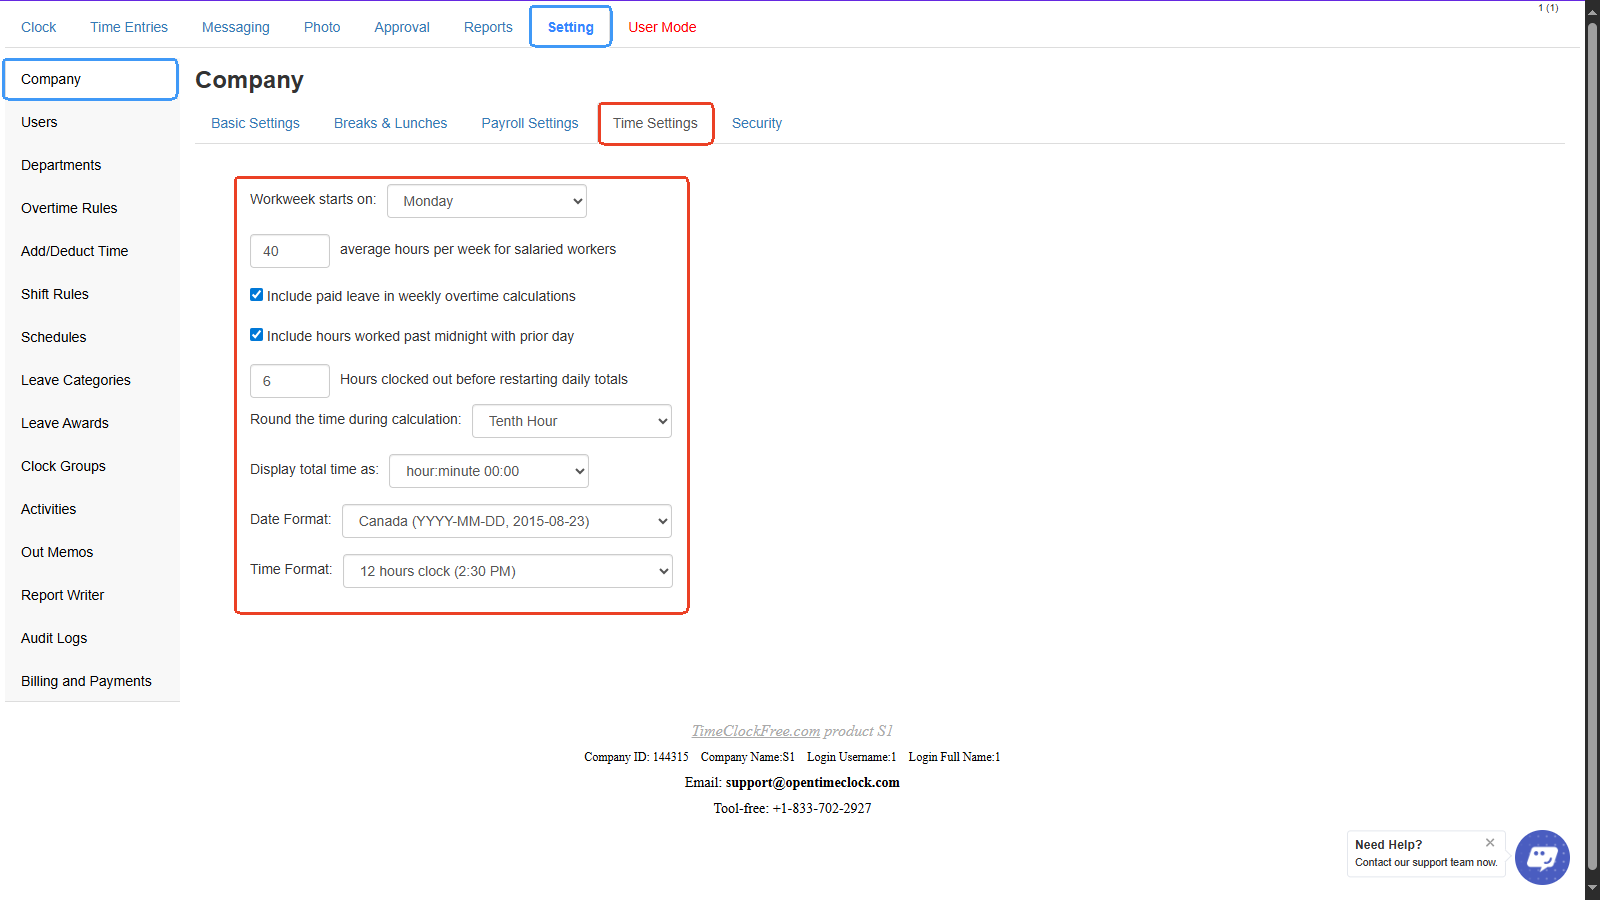 1 (1)
Clock Time Entries Messaging Photo Approval Reports Setting User Mode
Company
Users
Departments
Overtime Rules
Add/Deduct Time
Shift Rules
Schedules
Leave Categories
Leave Awards
Clock Groups
Activities
Out Memos
Report Writer
Audit Logs
Billing and Payments
Company
Basic Settings Breaks & Lunches Payroll Settings Time Settings Security
Workweek starts on: Monday
40 average hours per week for salaried workers
Include paid leave in weekly overtime calculations
Include hours worked past midnight with prior day
6 Hours clocked out before restarting daily totals
Round the time during calculation: Tenth Hour
Display total time as: hour:minute 00:00
Date Format: Canada (YYYY-MM-DD, 2015-08-23)
Time Format: 12 hours clock (2:30 PM)
TimeClockFree.com product S1
Company ID: 144315 Company Name:S1 Login Username:1 Login Full Name:1
Email: support@opentimeclock.com
Tool-free: +1-833-702-2927
Need Help?
Contact our support team now.